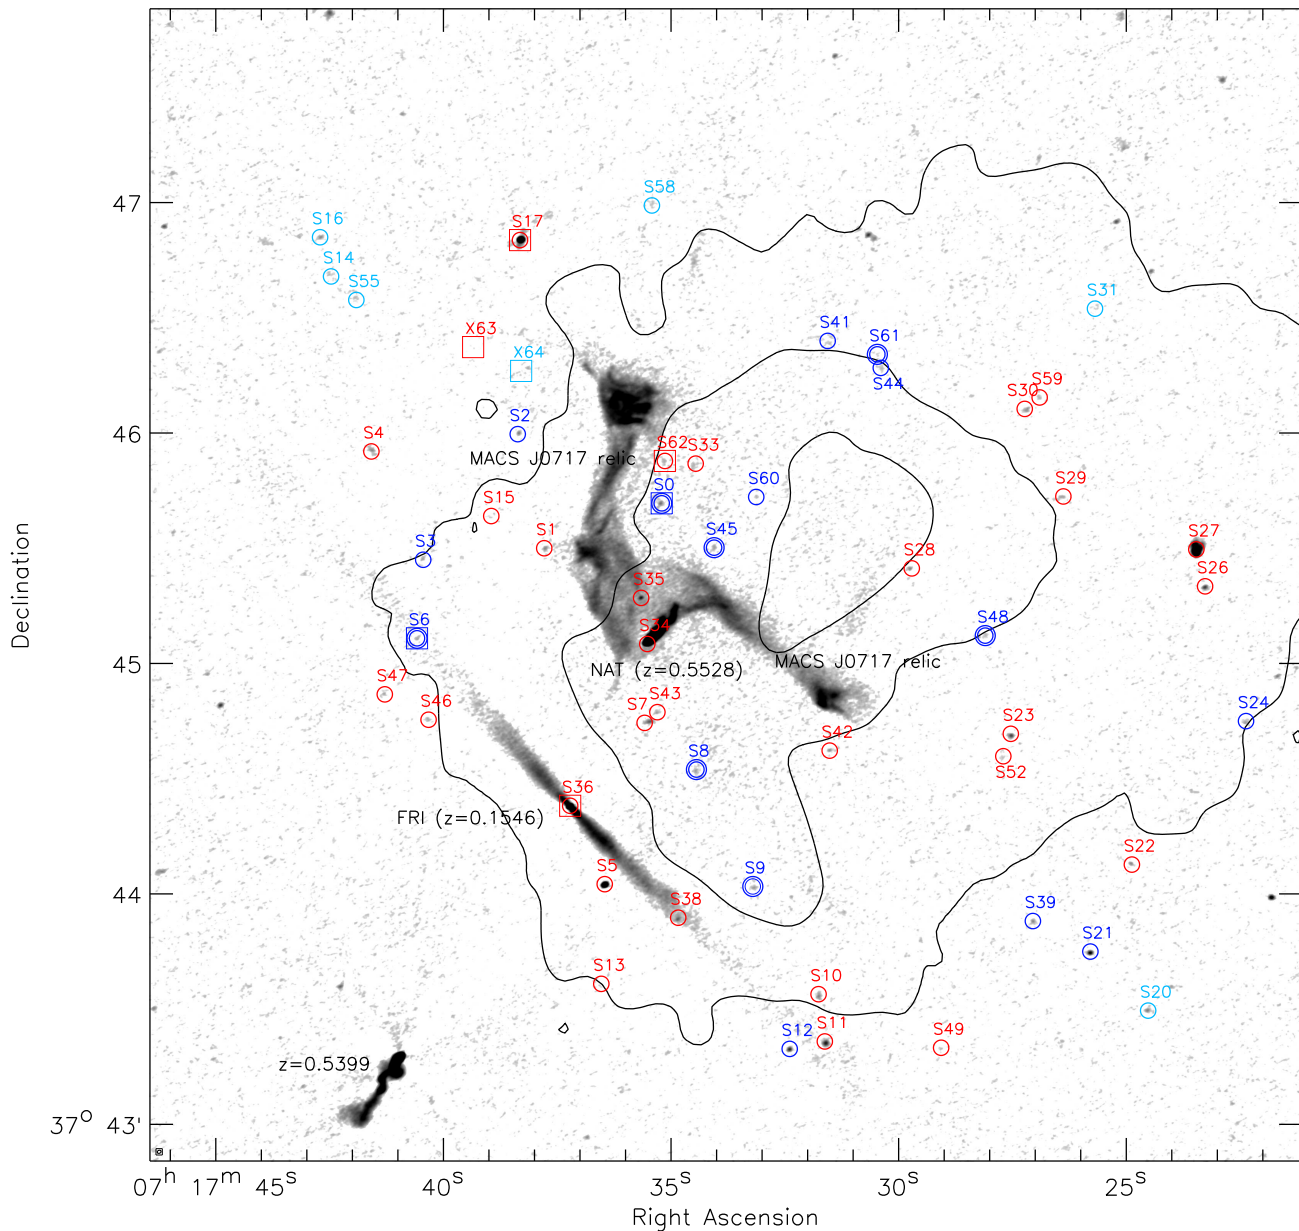 S58
47
S16
S17
S14
S55
S31
X63
S41
S61
X64
S44
S59
S30
S2
46
S4
S62
S33
MACS J0717 relic
S0
S60
S29
S15
S1
S45
S27
S3
S28
S26
S35
S6
S34
S48
45
NAT (z=0.5528)
MACS J0717 relic
S47
S46
S7
S43
S42
S23
S24
S8
S52
S36
FRI (z=0.1546)
S22
S5
S9
44
S38
S39
S21
S13
S10
S20
S12
S11
S49
z=0.5399
37° 43'
07h 17m 45s
40s
35s
30s
25s
Right Ascension
Declination